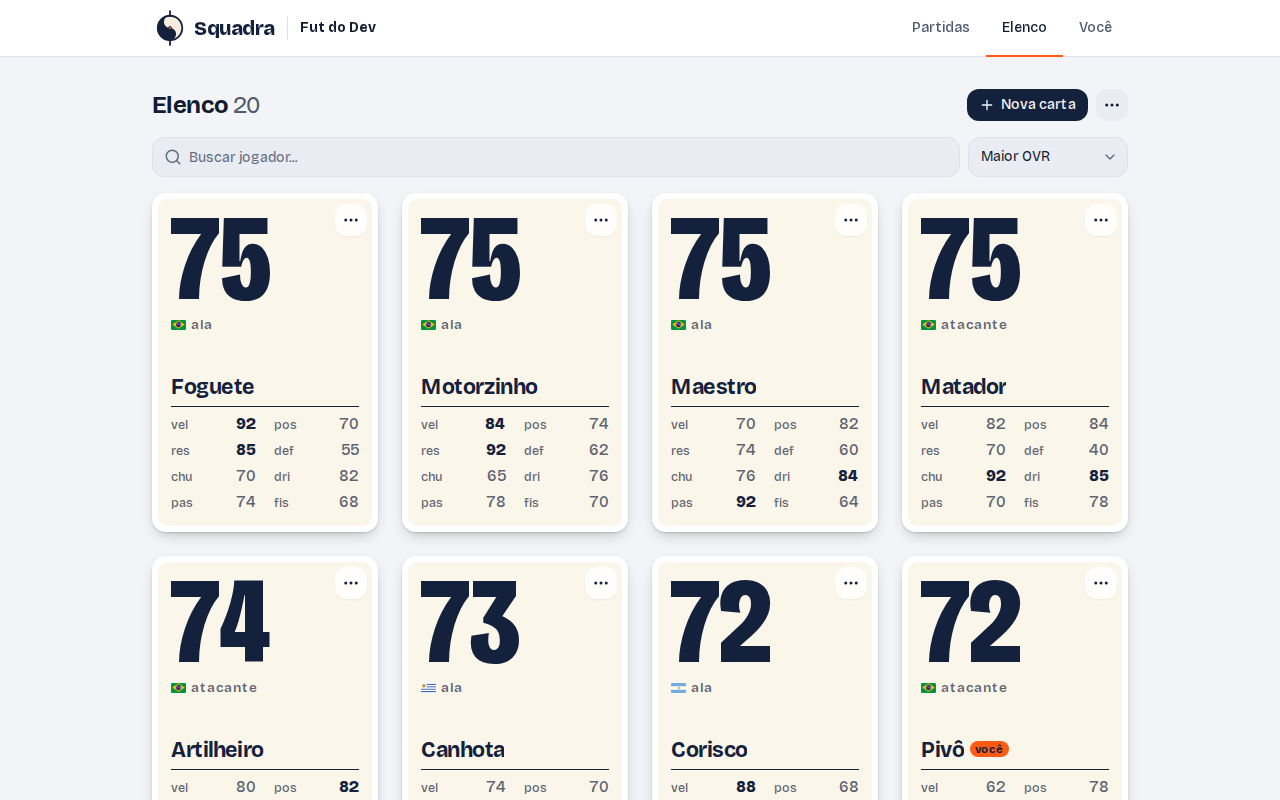 Squadra Fut do Dev Partidas Elenco Você
Elenco 20 Nova carta
Buscar jogador... Maior OVR
75 75 75 75
ala ala ala atacante
Foguete Motorzinho Maestro Matador
vel 92 pos 70 vel 84 pos 74 vel 70 pos 82 vel 82 pos 84
res 85 def 55 res 92 def 62 res 74 def 60 res 70 def 40
chu 70 dri 82 chu 65 dri 76 chu 76 dri 84 chu 92 dri 85
pas 74 fis 68 pas 78 fis 70 pas 92 fis 64 pas 70 fis 78
74 73 72 72
atacante ala ala atacante
Artilheiro Canhota Corisco Pivô você
vel 80 pos 82 vel 74 pos 70 vel 88 pos 68 vel 62 pos 78